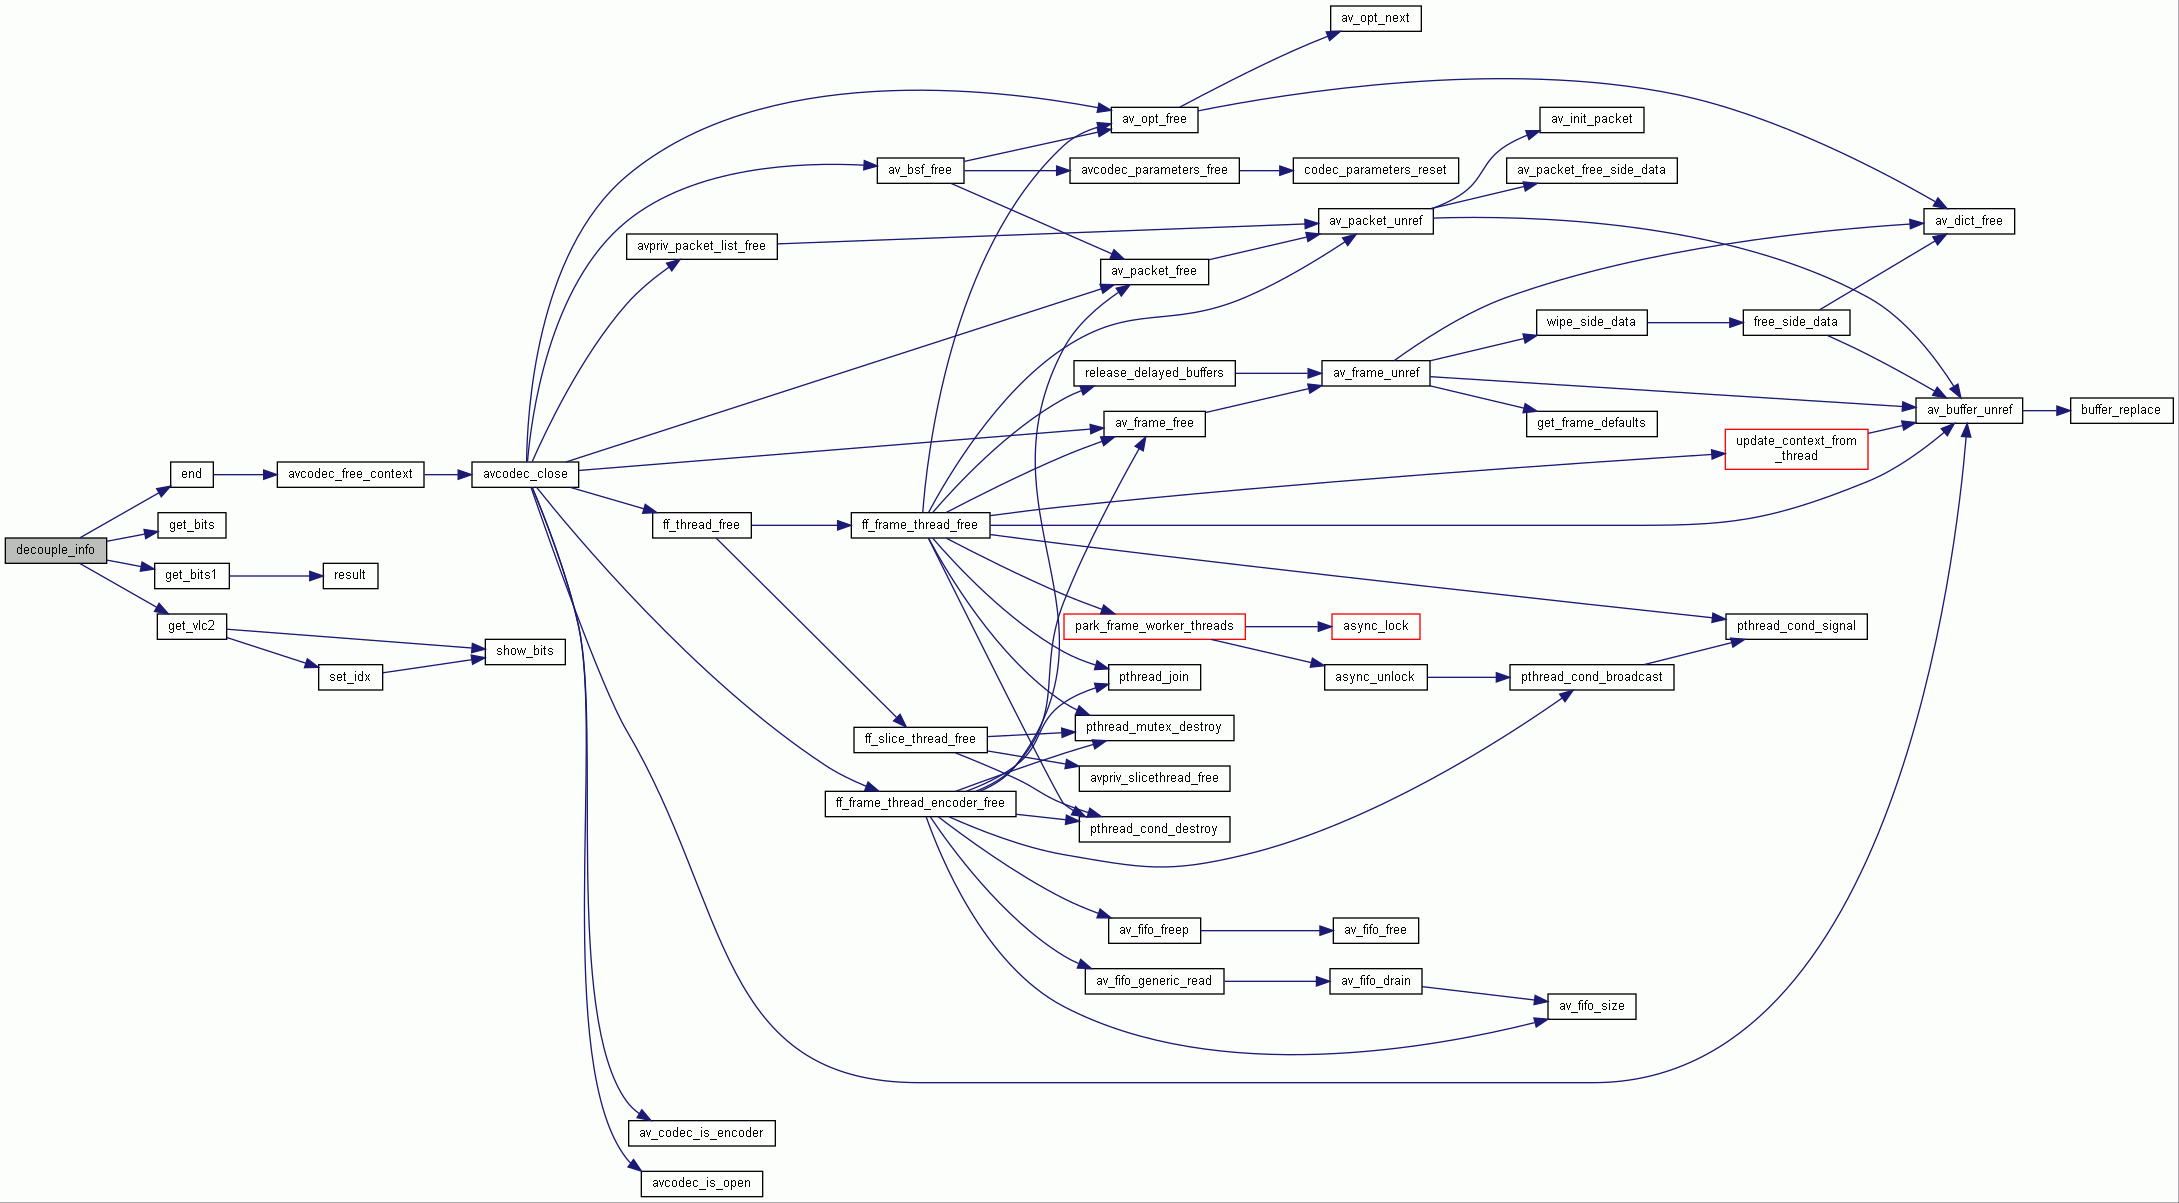 av_opt_next
av_opt_free
av_init_packet
av_bsf_free
avcodec_parameters_free
codec_parameters_reset
av_packet_free_side_data
av_packet_unref
av_dict_free
avpriv_packet_list_free
av_packet_free
wipe_side_data
free_side_data
release_delayed_buffers
av_frame_unref
av_buffer_unref
buffer_replace
av_frame_free
get_frame_defaults
update_context_from
_thread
end
avcodec_free_context
avcodec_close
get_bits
ff_thread_free
ff_frame_thread_free
decouple_info
get_bits1
result
get_vlc2
park_frame_worker_threads
async_lock
pthread_cond_signal
show_bits
set_idx
pthread_join
async_unlock
pthread_cond_broadcast
ff_slice_thread_free
pthread_mutex_destroy
avpriv_slicethread_free
ff_frame_thread_encoder_free
pthread_cond_destroy
av_fifo_freep
av_fifo_free
av_fifo_generic_read
av_fifo_drain
av_fifo_size
av_codec_is_encoder
avcodec_is_open